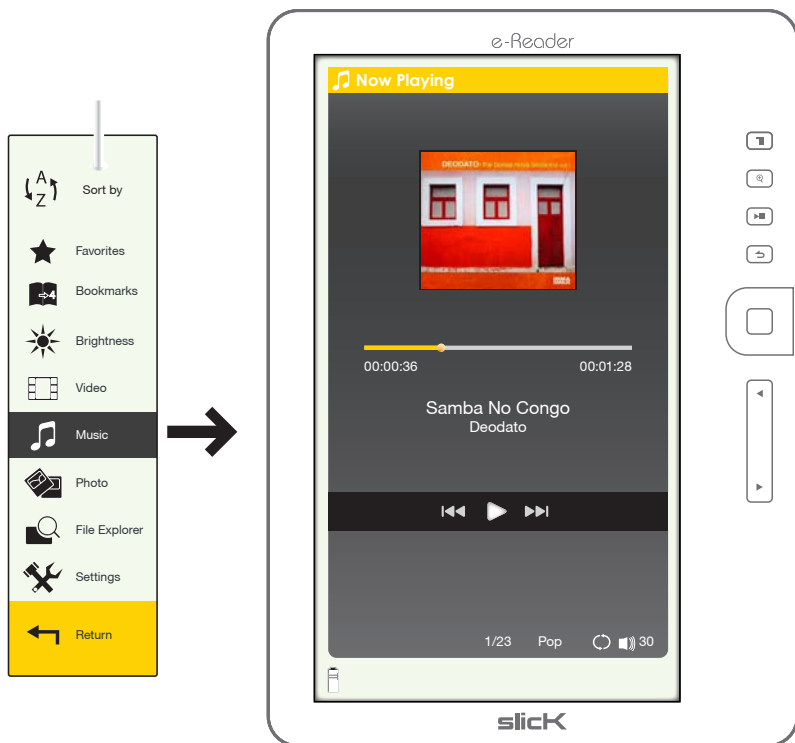 e-Reader
Now Playing
A
Z
Sort by
Favorites
4
Bookmarks
Brightness
Video
Music
Photo
File Explorer
Settings
Return
DEODATO
00:00:36
00:01:28
Samba No Congo
Deodato
1/23
Pop
30
slick